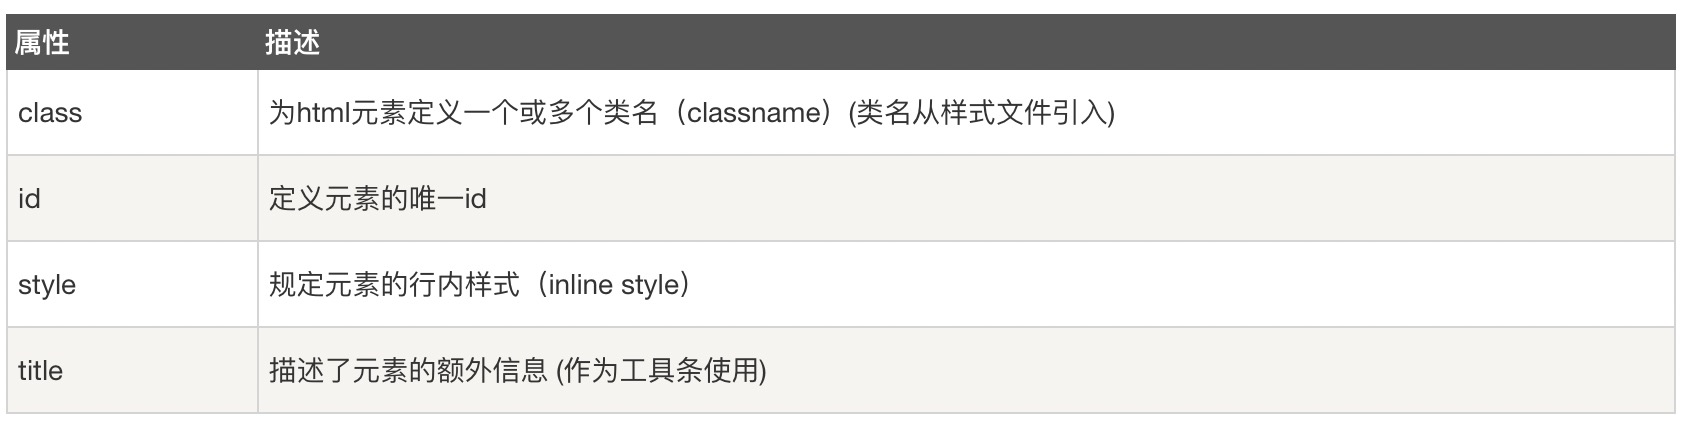 属性 描述
class 为html元素定义一个或多个类名（classname）(类名从样式文件引入)
id 定义元素的唯一id
style 规定元素的行内样式（inline style）
title 描述了元素的额外信息 (作为工具条使用)